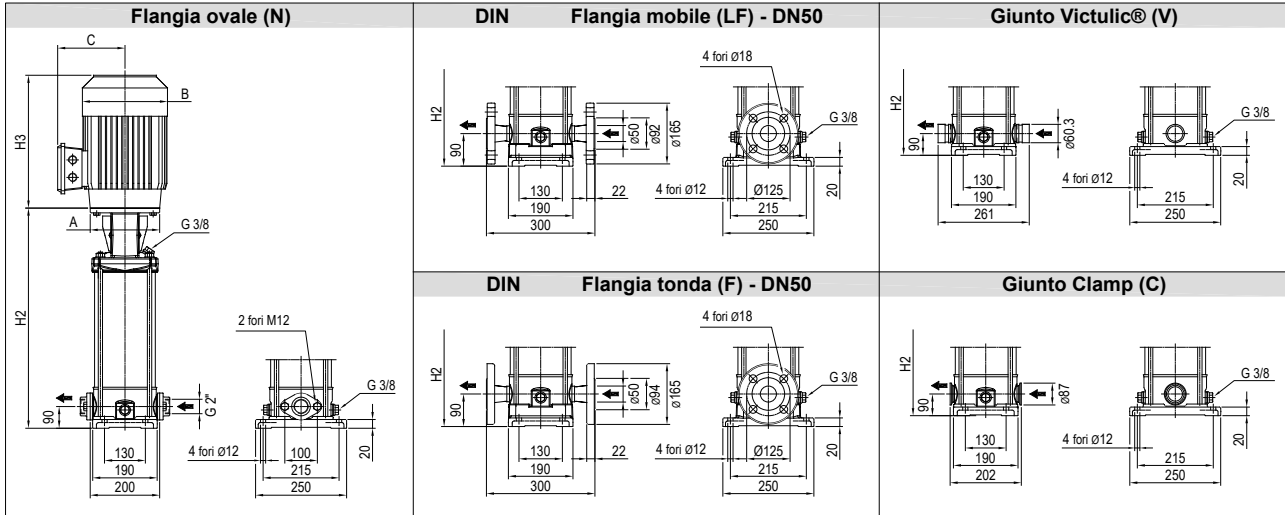 Flangia ovale (N)
C
B
H3
A
G 3/8
H2
2 fori M12
G 3/8
90
G 2"
20
4 fori Ø12
130
100
190
215
200
250
DIN Flangia mobile (LF) - DN50
4 fori Ø18
H2
G 3/8
90
ø50
ø92
ø165
20
130
22
4 fori Ø12
Ø125
190
215
300
250
DIN Flangia tonda (F) - DN50
4 fori Ø18
H2
G 3/8
90
ø50
ø94
ø165
20
130
22
4 fori Ø12
Ø125
190
215
300
250
Giunto Victulic® (V)
H2
G 3/8
90
ø60.3
20
130
4 fori Ø12
190
215
261
250
Giunto Clamp (C)
H2
G 3/8
90
ø87
20
130
4 fori Ø12
190
215
202
250